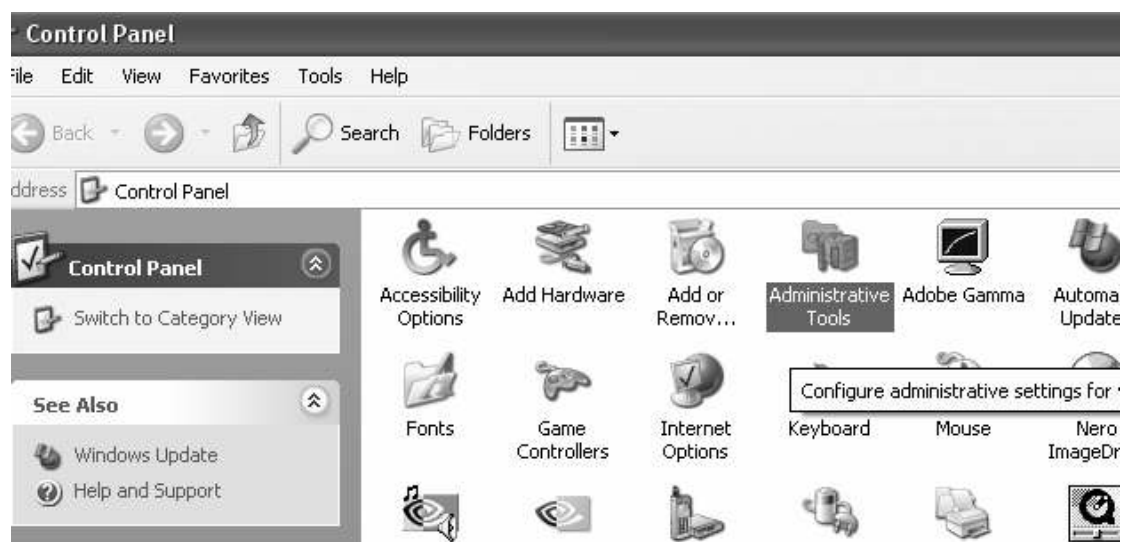 Control Panel
File Edit View Favorites Tools Help
Back Search Folders
Address Control Panel
Control Panel
Switch to Category View
See Also
Windows Update
Help and Support
Accessibility Options
Add Hardware
Add or Remov...
Administrative Tools
Adobe Gamma
Automa
Update
Configure administrative settings for
Fonts
Game Controllers
Internet Options
Keyboard
Mouse
Nero
ImageDr